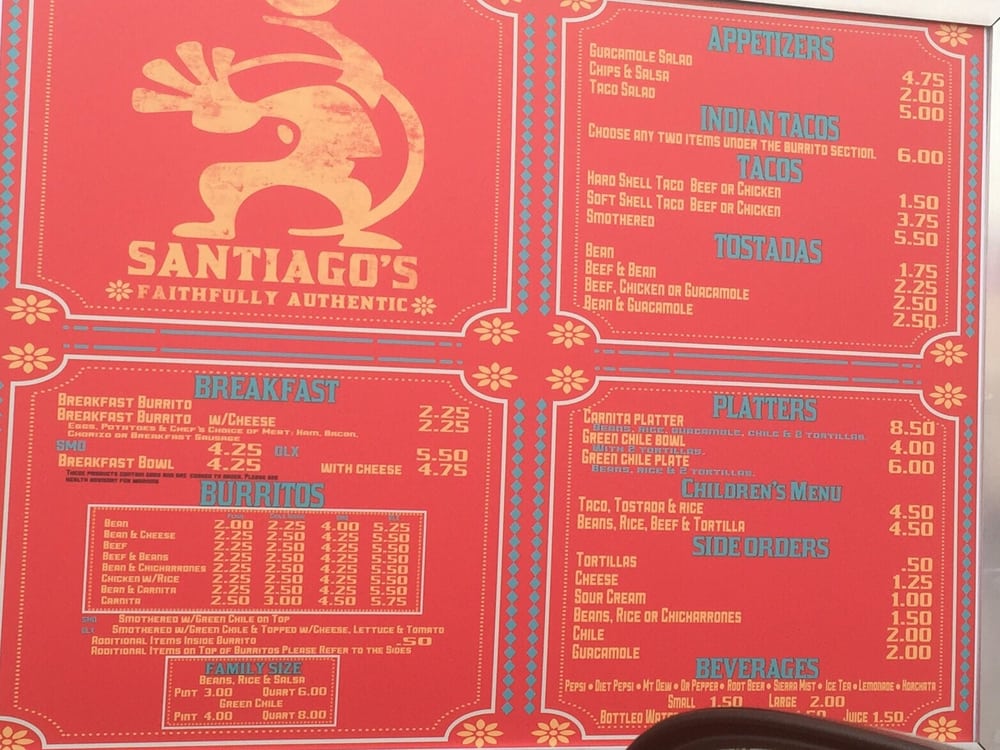 SANTIAGO'S
FAITHFULLY AUTHENTIC
APPETIZERS
GUACAMOLE SALAD 4.75
CHIPS & SALSA 2.00
TACO SALAD 5.00
INDIAN TACOS
CHOOSE ANY TWO ITEMS UNDER THE BURRITO SECTION. 6.00
TACOS
HARD SHELL TACO BEEF OR CHICKEN 1.50
SOFT SHELL TACO BEEF OR CHICKEN 3.75
SMOTHERED 5.50
TOSTADAS
BEAN 1.75
BEEF & BEAN 2.25
BEEF, CHICKEN OR GUACAMOLE 2.50
BEAN & GUACAMOLE 2.50
BREAKFAST
BREAKFAST BURRITO 2.25
BREAKFAST BURRITO W/CHEESE 2.25
EGGS, POTATOES & CHEF'S CHOICE OF MEAT: HAM, BACON,
CHORIZO OR BREAKFAST SAUSAGE
SMO 4.25 DLX 5.50
BREAKFAST BOWL 4.25 WITH CHEESE 4.75
BURRITOS
BEAN 2.00 2.25 4.00 5.25
BEAN & CHEESE 2.25 2.50 4.25 5.50
BEEF 2.25 2.50 4.25 5.50
BEEF & BEANS 2.25 2.50 4.25 5.50
BEAN & CHICHARRONES 2.25 2.50 4.25 5.50
CHICKEN W/RICE 2.25 2.50 4.25 5.50
BEAN & CARNITA 2.25 2.50 4.25 5.50
CARNITA 2.50 3.00 4.50 5.75
SMO SMOTHERED W/GREEN CHILE ON TOP
DLX SMOTHERED W/GREEN CHILE & TOPPED W/CHEESE, LETTUCE & TOMATO
ADDITIONAL ITEMS INSIDE BURRITO 50
ADDITIONAL ITEMS ON TOP OF BURRITOS PLEASE REFER TO THE SIDES
FAMILY SIZE
BEANS, RICE & SALSA
PINT 3.00 QUART 6.00
GREEN CHILE
PINT 4.00 QUART 8.00
PLATTERS
CARNITA PLATTER 8.50
BEANS, RICE, GUACAMOLE, CHILE & 2 TORTILLAS.
GREEN CHILE BOWL 4.00
WITH 2 TORTILLAS.
GREEN CHILE PLATE 6.00
BEANS, RICE & 2 TORTILLAS.
CHILDREN'S MENU
TACO, TOSTADA & RICE 4.50
BEANS, RICE, BEEF & TORTILLA 4.50
SIDE ORDERS
TORTILLAS .50
CHEESE 1.25
SOUR CREAM 1.00
BEANS, RICE OR CHICHARRONES 1.50
CHILE 2.00
GUACAMOLE 2.00
BEVERAGES
PEPSI • DIET PEPSI • MT DEW • DR PEPPER • ROOT BEER • SIERRA MIST • ICE TEA • LEMONADE • HORCHATA
SMALL 1.50 LARGE 2.00
BOTTLED JUICE 1.50